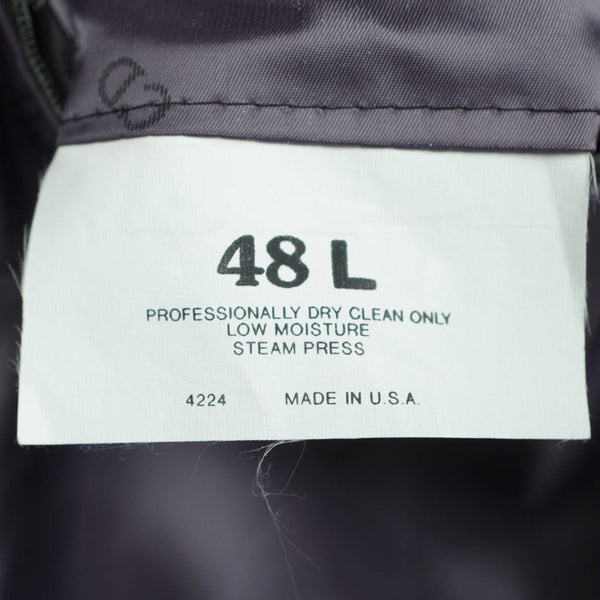 48 L
PROFESSIONALLY DRY CLEAN ONLY
LOW MOISTURE
STEAM PRESS
4224 MADE IN U.S.A.